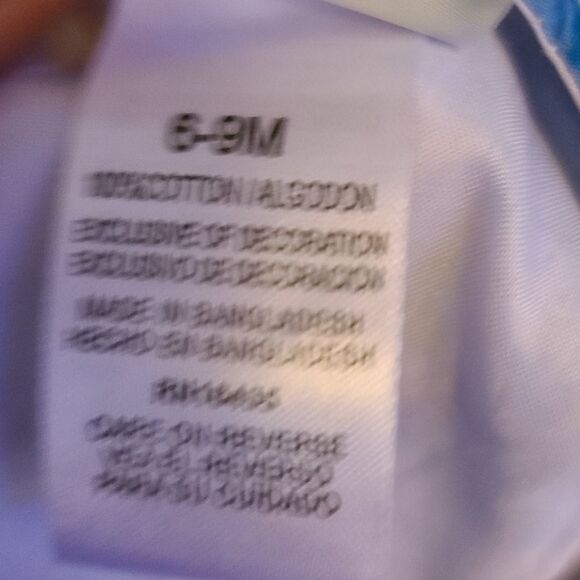 6-9M
100% COTTON / ALGODON
EXCLUSIVE OF DECORATION
EXCLUSIVO DE DECORACION
MADE IN BANGLADESH
HECHO EN BANGLADESH
CARE ON REVERSE
VEA EL REVERSO
PARA SU CUIDADO